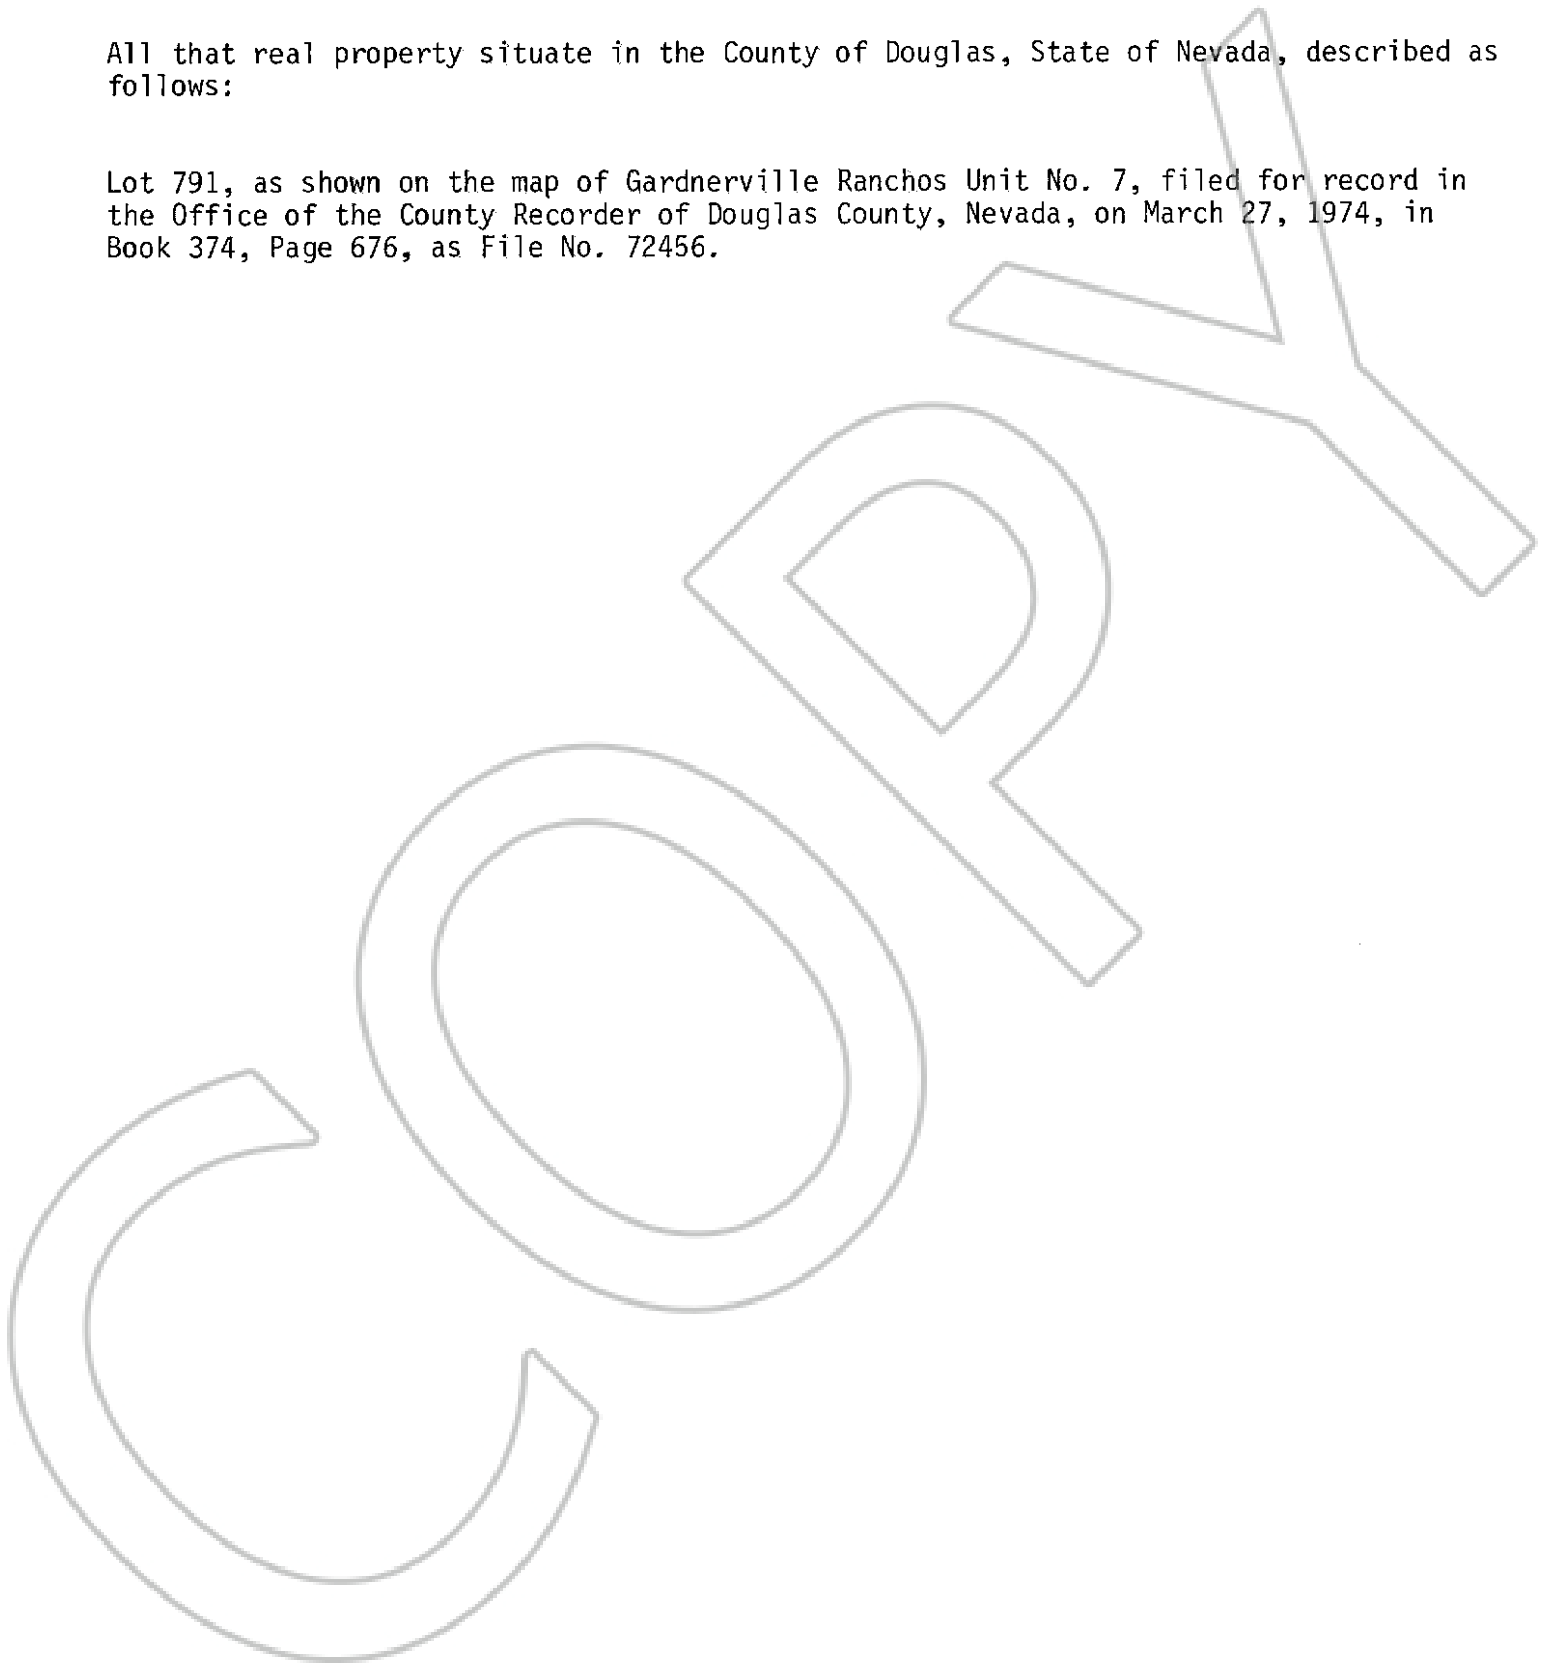 All that real property situate in the County of Douglas, State of Nevada, described as
follows:
Lot 791, as shown on the map of Gardnerville Ranchos Unit No. 7, filed for record in
the Office of the County Recorder of Douglas County, Nevada, on March 27, 1974, in
Book 374, Page 676, as File No. 72456.
COPY